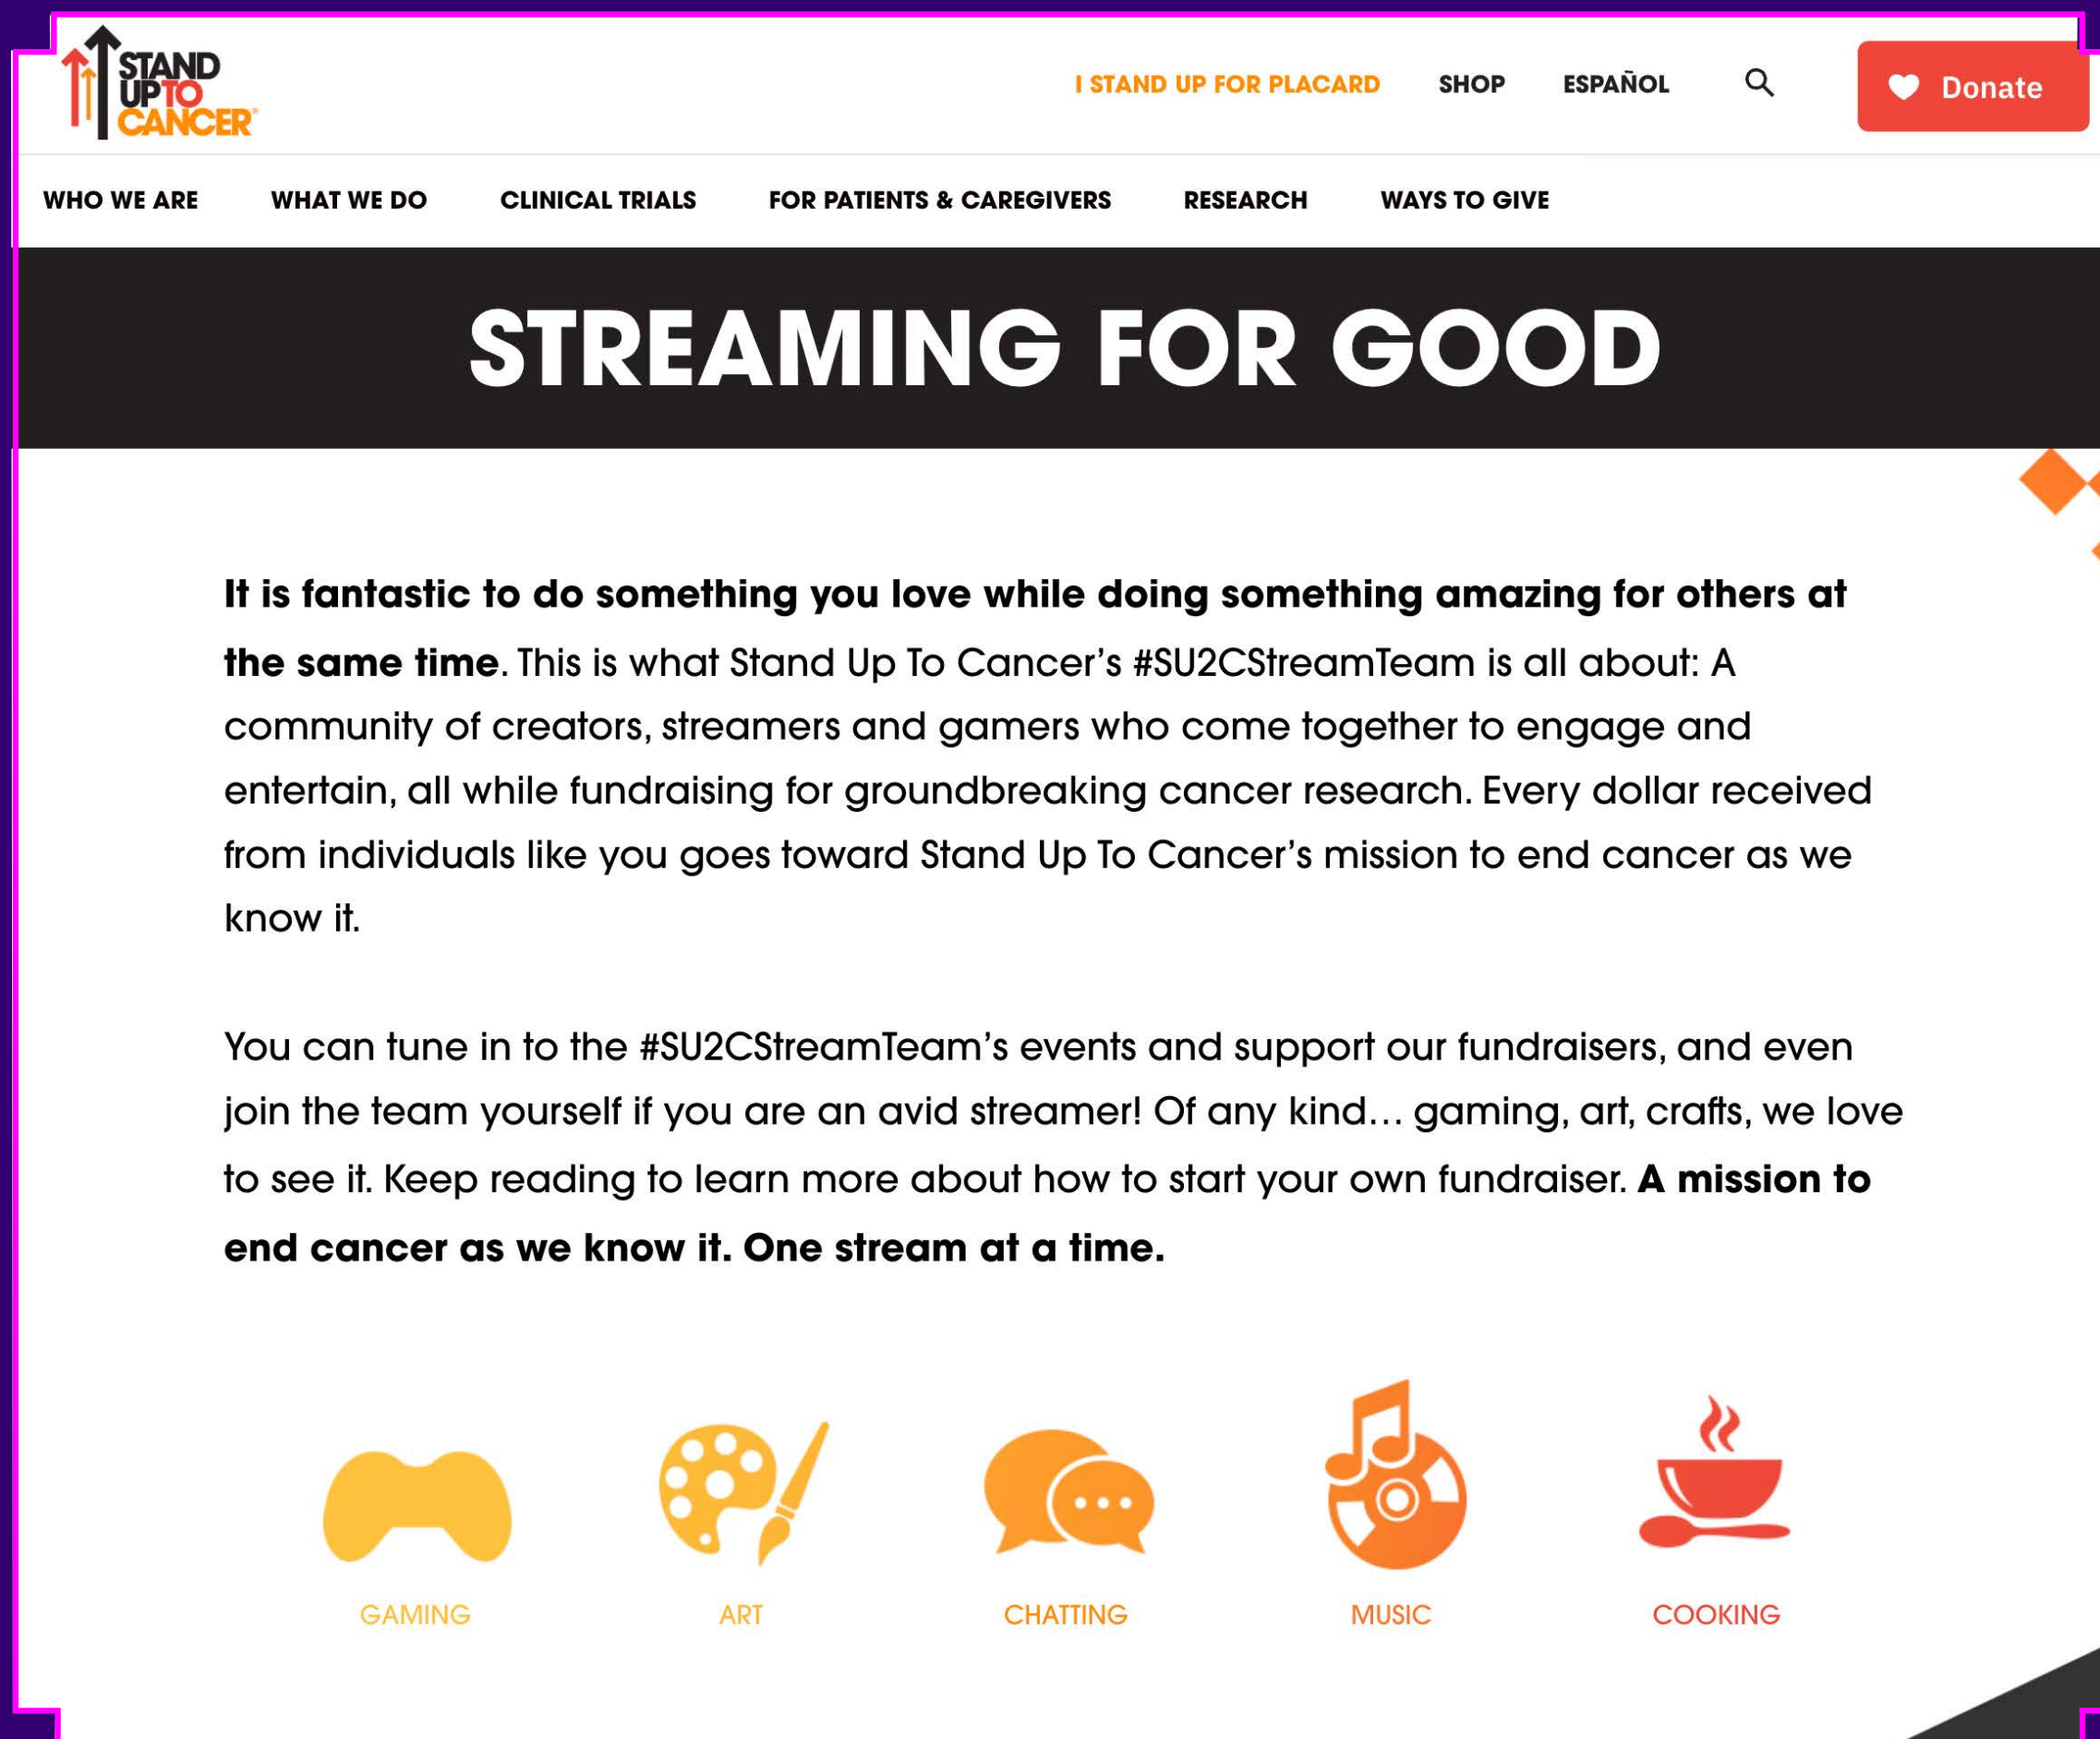 STAND
UP TO
CANCER
I STAND UP FOR PLACARD SHOP ESPAÑOL Donate
WHO WE ARE WHAT WE DO CLINICAL TRIALS FOR PATIENTS & CAREGIVERS RESEARCH WAYS TO GIVE
STREAMING FOR GOOD
It is fantastic to do something you love while doing something amazing for others at
the same time. This is what Stand Up To Cancer’s #SU2CStreamTeam is all about: A
community of creators, streamers and gamers who come together to engage and
entertain, all while fundraising for groundbreaking cancer research. Every dollar received
from individuals like you goes toward Stand Up To Cancer’s mission to end cancer as we
know it.
You can tune in to the #SU2CStreamTeam’s events and support our fundraisers, and even
join the team yourself if you are an avid streamer! Of any kind… gaming, art, crafts, we love
to see it. Keep reading to learn more about how to start your own fundraiser. A mission to
end cancer as we know it. One stream at a time.
GAMING ART CHATTING MUSIC COOKING